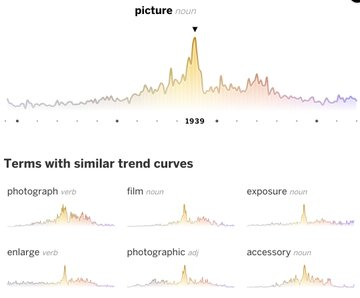 picture noun
1939
Terms with similar trend curves
photograph verb
film noun
exposure noun
enlarge verb
photographic adj
accessory noun